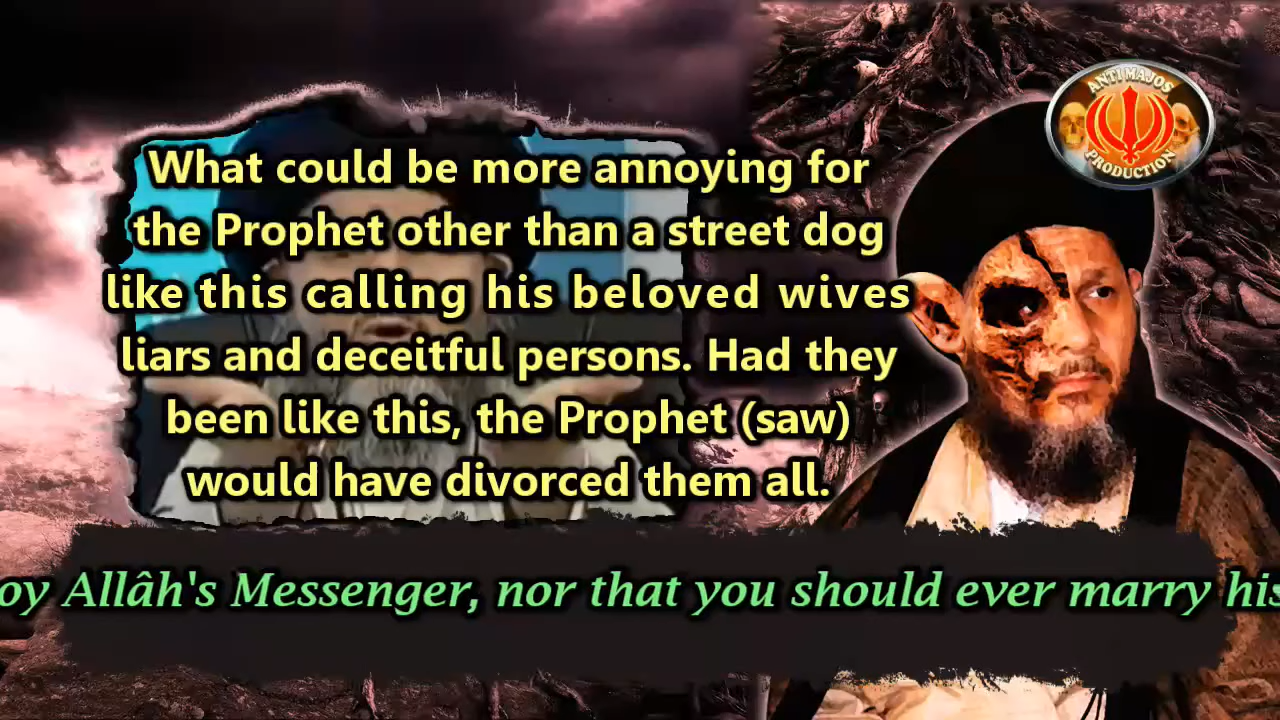 ANTIMAJOS
PRODUCTION
What could be more annoying for
the Prophet other than a street dog
like this calling his beloved wives
liars and deceitful persons. Had they
been like this, the Prophet (saw)
would have divorced them all.
oy Allâh's Messenger, nor that you should ever marry his